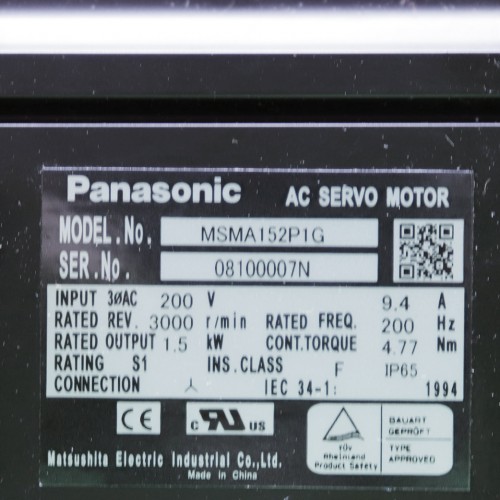 Panasonic AC SERVO MOTOR
MODEL.No. MSMA152P1G
SER.No. 08100007N
INPUT 3øAC 200 V 9.4 A
RATED REV. 3000 r/min RATED FREQ. 200 Hz
RATED OUTPUT 1.5 kW CONT.TORQUE 4.77 Nm
RATING S1 INS.CLASS F IP65
CONNECTION IEC 34-1: 1994
CE c RU US
TÜV Rheinland Product Safety
BAUART GEPRÜFT
TYPE APPROVED
Matsushita Electric Industrial Co.,Ltd.
Made in China